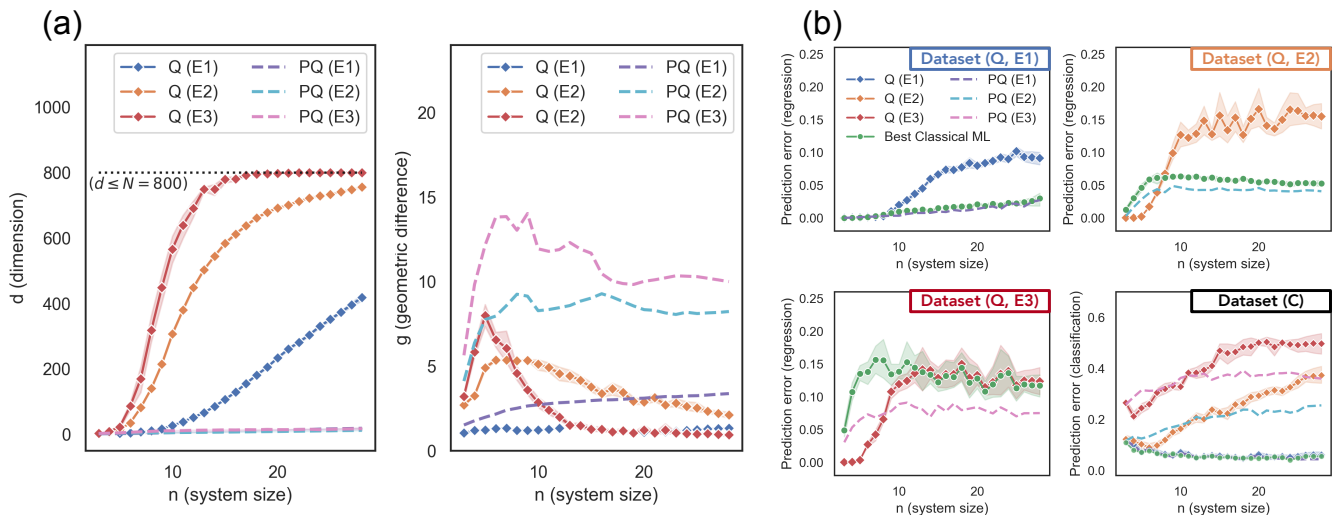 (a)
Q (E1)
Q (E2)
Q (E3)
PQ (E1)
PQ (E2)
PQ (E3)
(d ≤ N = 800)
d (dimension)
0
200
400
600
800
1000
10
20
n (system size)
Q (E1)
Q (E2)
Q (E2)
PQ (E1)
PQ (E2)
PQ (E3)
g (geometric difference)
0
5
10
15
20
10
20
n (system size)
(b)
Dataset (Q, E1)
Q (E1)
Q (E2)
Q (E3)
Best Classical ML
PQ (E1)
PQ (E2)
PQ (E3)
Prediction error (regression)
0.25
0.20
0.15
0.10
0.05
0.00
10
20
n (system size)
Dataset (Q, E2)
Prediction error (regression)
0.25
0.20
0.15
0.10
0.05
0.00
10
20
n (system size)
Dataset (Q, E3)
Prediction error (regression)
0.25
0.20
0.15
0.10
0.05
0.00
10
20
n (system size)
Dataset (C)
Prediction error (classification)
0.6
0.4
0.2
0.0
10
20
n (system size)